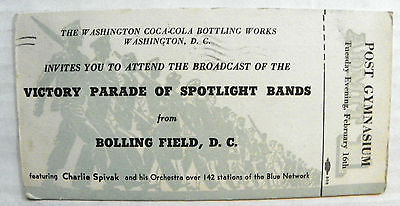 THE WASHINGTON COCA-COLA BOTTLING WORKS
WASHINGTON, D. C.
INVITES YOU TO ATTEND THE BROADCAST OF THE
VICTORY PARADE OF SPOTLIGHT BANDS
from
BOLLING FIELD, D. C.
featuring Charlie Spivak and his Orchestra over 142 stations of the Blue Network
POST GYMNASIUM
Tuesday Evening, February 16th